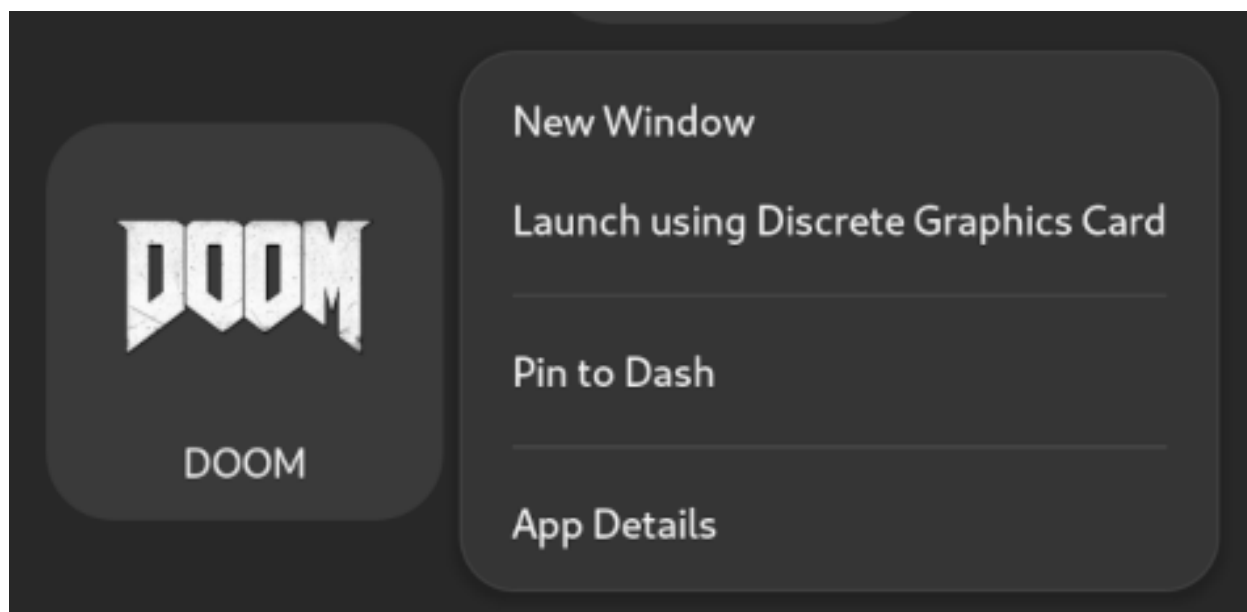 DOOM
DOOM
New Window
Launch using Discrete Graphics Card
Pin to Dash
App Details